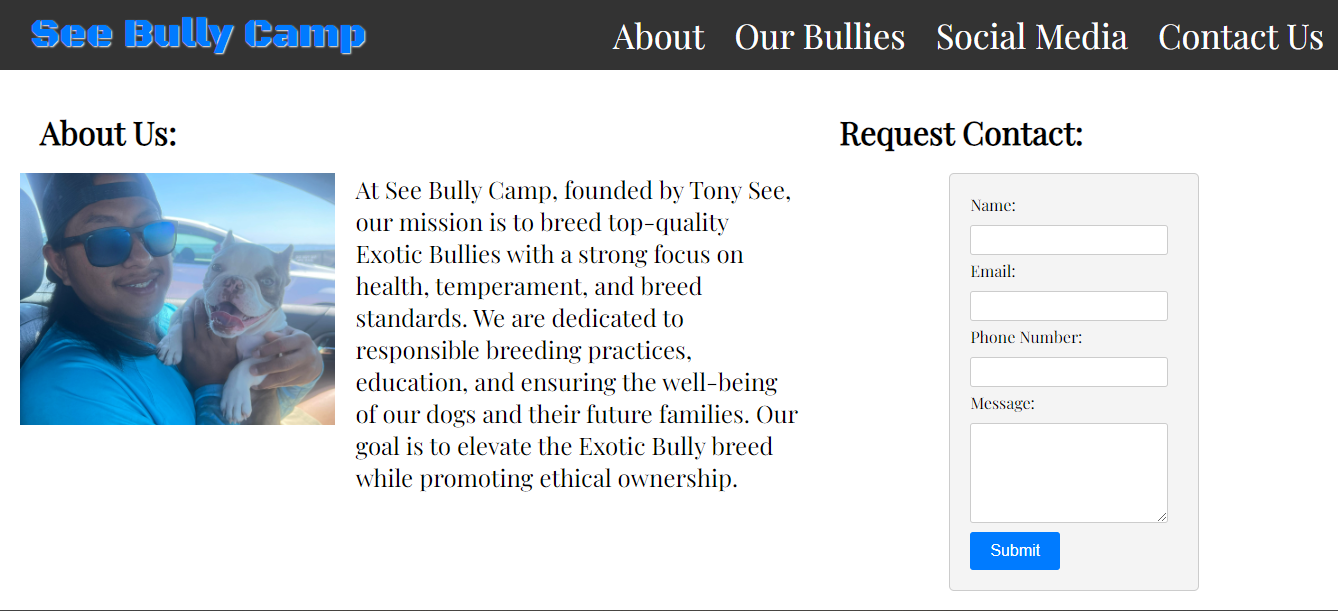 See Bully Camp
About Our Bullies Social Media Contact Us
About Us:
At See Bully Camp, founded by Tony See,
our mission is to breed top-quality
Exotic Bullies with a strong focus on
health, temperament, and breed
standards. We are dedicated to
responsible breeding practices,
education, and ensuring the well-being
of our dogs and their future families. Our
goal is to elevate the Exotic Bully breed
while promoting ethical ownership.
Request Contact:
Name:
Email:
Phone Number:
Message:
Submit